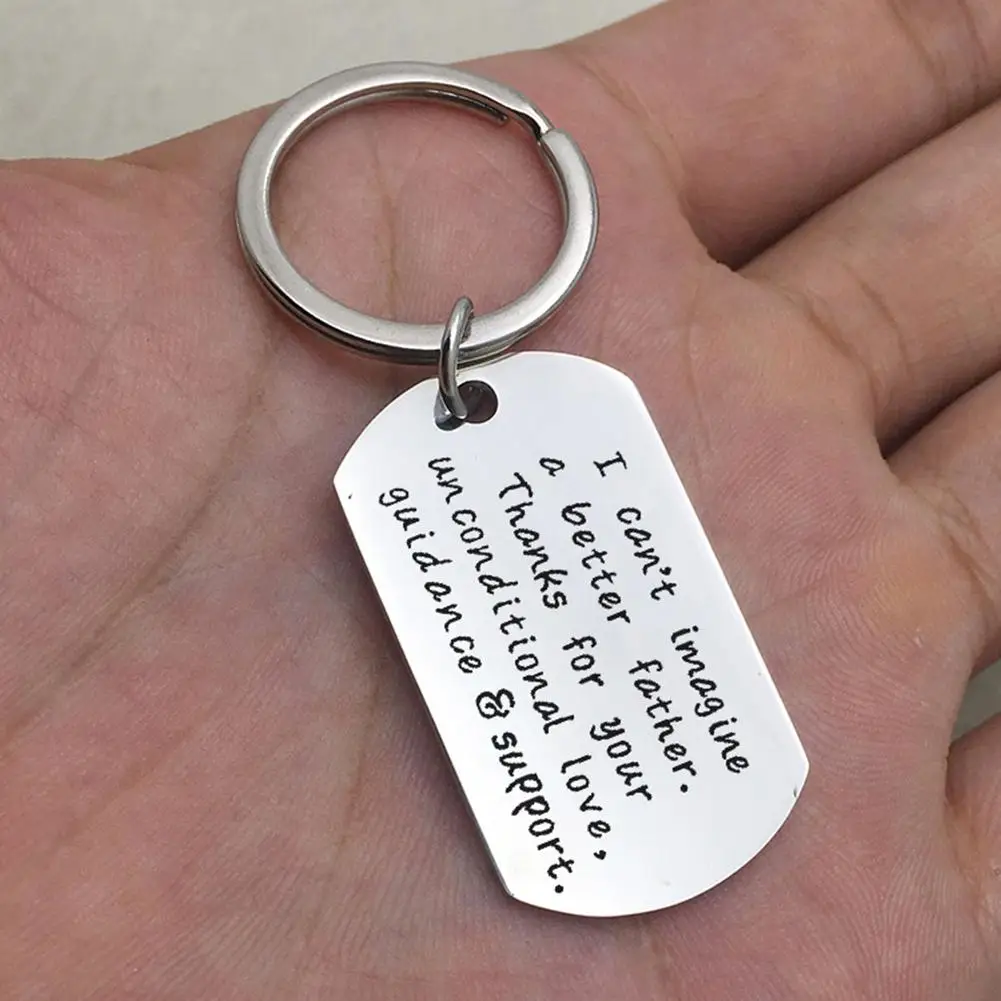 I can't imagine
a better father.
Thanks for your
unconditional love,
guidance & support.